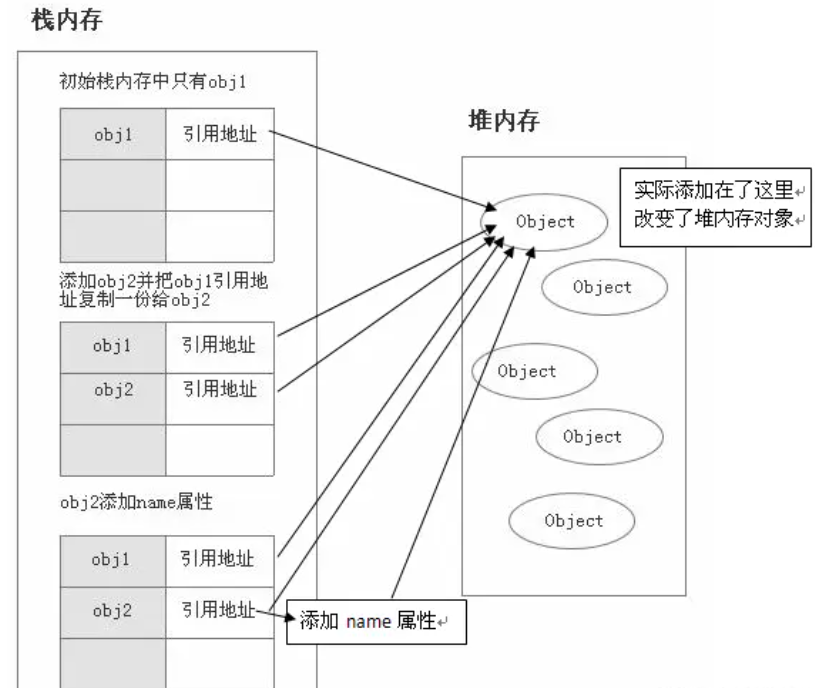 栈内存
初始栈内存中只有obj1
obj1 引用地址
添加obj2并把obj1引用地
址复制一份给obj2
obj1 引用地址
obj2 引用地址
obj2添加name属性
obj1 引用地址
obj2 引用地址
添加 name 属性↵
堆内存
实际添加在了这里↵
改变了堆内存对象↵
Object
Object
Object
Object
Object